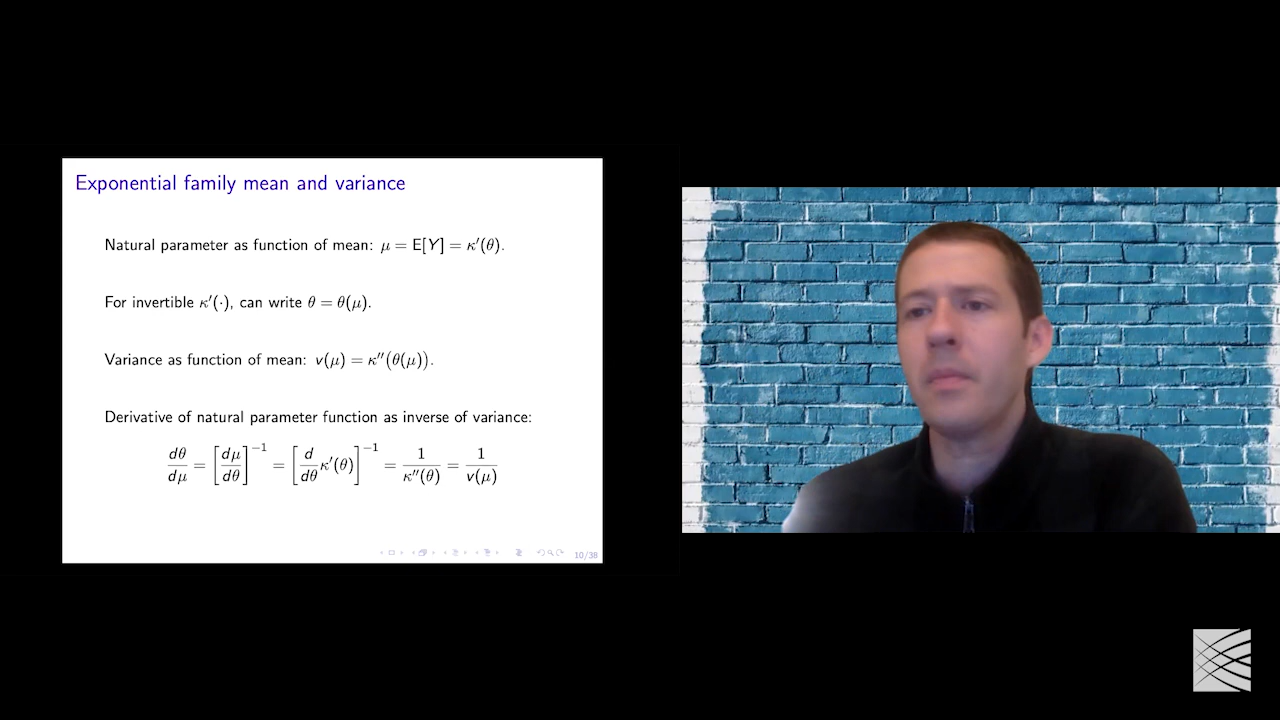 Exponential family mean and variance
Natural parameter as function of mean: μ = E[Y] = κ′(θ).
For invertible κ′(·), can write θ = θ(μ).
Variance as function of mean: v(μ) = κ″(θ(μ)).
Derivative of natural parameter function as inverse of variance:
dθ/dμ = [dμ/dθ]⁻¹ = [d/dθ κ′(θ)]⁻¹ = 1/κ″(θ) = 1/v(μ)
10/38